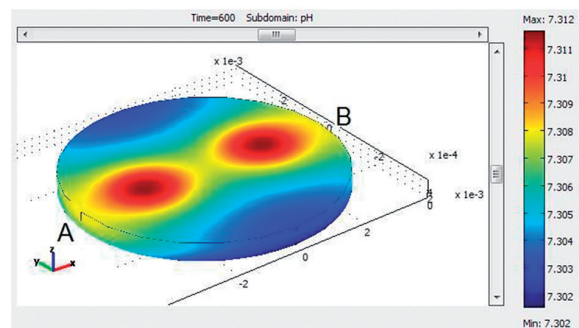 Time=600 Subdomain: pH
Max: 7.312
x 1e-3
2
0
-2
B
x 1e-4
x 1e-3
4
2
0
2
0
-2
A
z
y
x
7.311
7.31
7.309
7.308
7.307
7.306
7.305
7.304
7.303
7.302
Min: 7.302